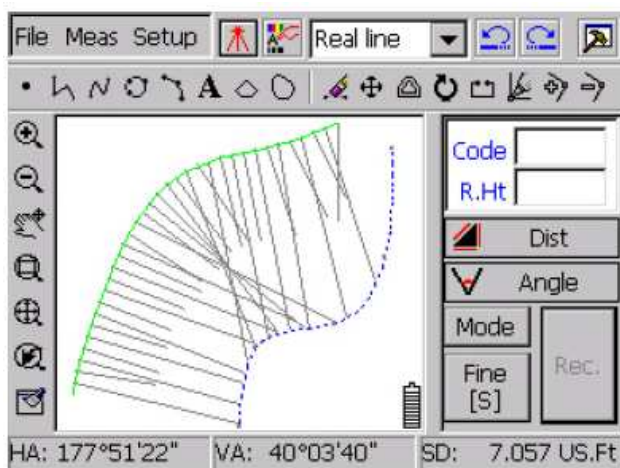 File Meas Setup Real line
A
Code
R.Ht
Dist
Angle
Mode
Fine
[S]
Rec.
HA: 177°51'22" VA: 40°03'40" SD: 7.057 US.Ft